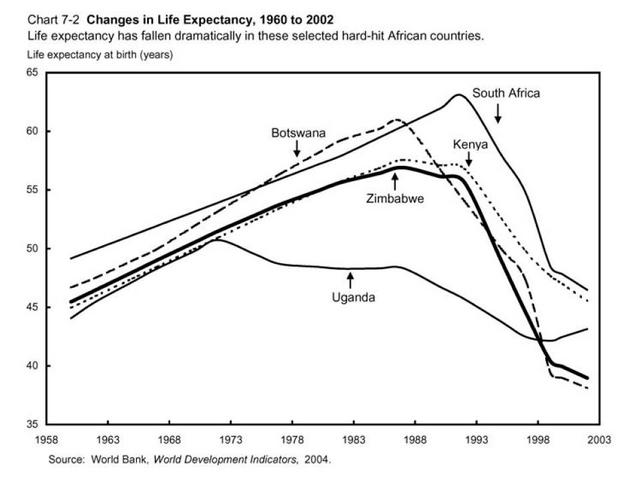 Chart 7-2 Changes in Life Expectancy, 1960 to 2002
Life expectancy has fallen dramatically in these selected hard-hit African countries.
Life expectancy at birth (years)
65
South Africa
60
Botswana
Kenya
55
Zimbabwe
50
Uganda
45
40
35
1958 1963 1968 1973 1978 1983 1988 1993 1998 2003
Source: World Bank, World Development Indicators, 2004.